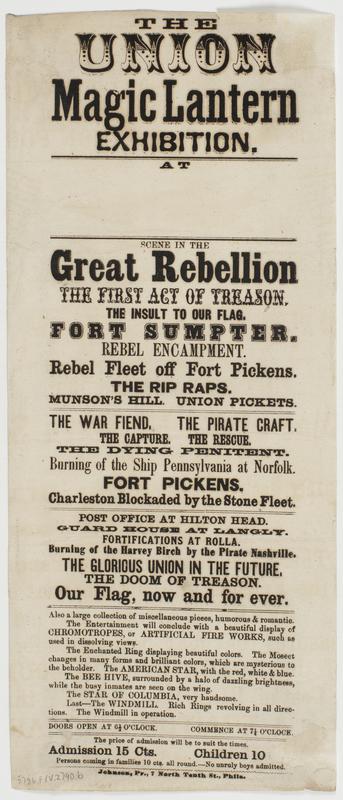 THE
UNION
Magic Lantern
EXHIBITION.
AT
SCENE IN THE
Great Rebellion
THE FIRST ACT OF TREASON.
THE INSULT TO OUR FLAG.
FORT SUMPTER.
REBEL ENCAMPMENT.
Rebel Fleet off Fort Pickens.
THE RIP RAPS.
MUNSON'S HILL. UNION PICKETS.
THE WAR FIEND. THE PIRATE CRAFT.
THE CAPTURE. THE RESCUE.
THE DYING PENITENT.
Burning of the Ship Pennsylvania at Norfolk.
FORT PICKENS.
Charleston Blockaded by the Stone Fleet.
POST OFFICE AT HILTON HEAD.
GUARD HOUSE AT LANGLY.
FORTIFICATIONS AT ROLLA.
Burning of the Harvey Birch by the Pirate Nashville.
THE GLORIOUS UNION IN THE FUTURE.
THE DOOM OF TREASON.
Our Flag, now and for ever.
Also a large collection of miscellaneous pieces, humorous & romantic.
The Entertainment will conclude with a beautiful display of
CHROMOTROPES, or ARTIFICIAL FIRE WORKS, such as
used in dissolving views.
The Enchanted Ring displaying beautiful colors. The Mosect
changes in many forms and brilliant colors, which are mysterious to
the beholder. The AMERICAN STAR, with the red, white & blue.
The BEE HIVE, surrounded by a halo of dazzling brightness,
while the busy inmates are seen on the wing.
The STAR OF COLUMBIA, very handsome.
Last—The WINDMILL. Rich Rings revolving in all direc-
tions. The Windmill in operation.
DOORS OPEN AT 6½ O'CLOCK. COMMENCE AT 7½ O'CLOCK.
The price of admission will be to suit the times.
Admission 15 Cts. Children 10
Persons coming in families 10 cts. all round.—No unruly boys admitted.
Johnson, Pr., 7 North Tenth St., Phila.